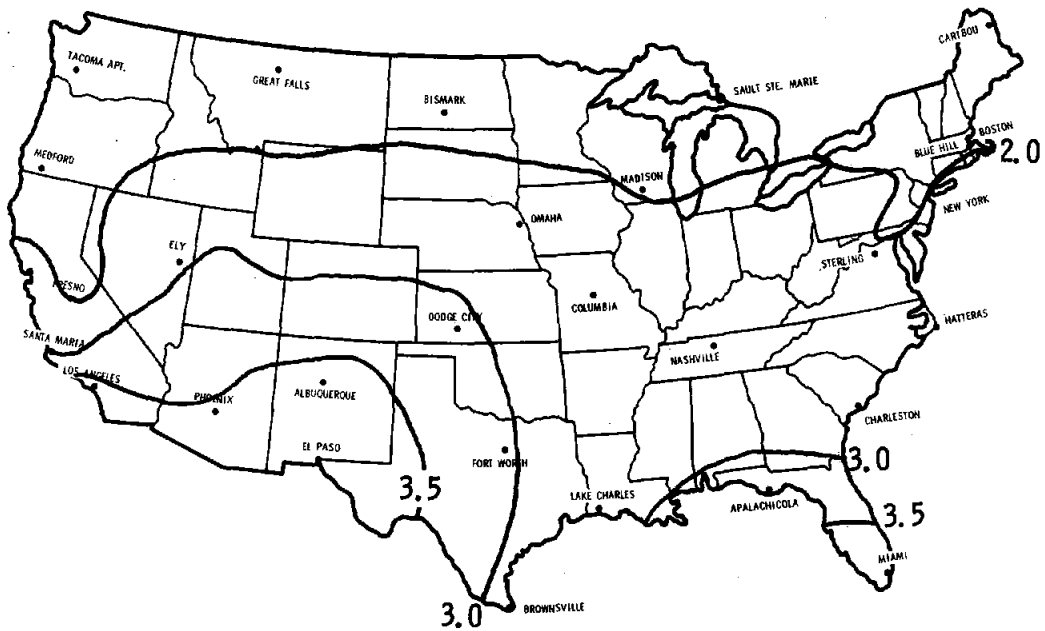 CARIBOU
TACOMA APT.
GREAT FALLS
SAULT STE. MARIE
BISMARK
BOSTON
BLUE HILL
2.0
MEDFORD
MADISON
NEW YORK
OMAHA
ELY
STERLING
FRESNO
COLUMBIA
HATTERAS
DODGE CITY
SANTA MARIA
NASHVILLE
LOS ANGELES
ALBUQUERQUE
PHOENIX
CHARLESTON
EL PASO
FORT WORTH
3.0
3.5
LAKE CHARLES
APALACHICOLA
3.5
MIAMI
3.0
BROWNSVILLE